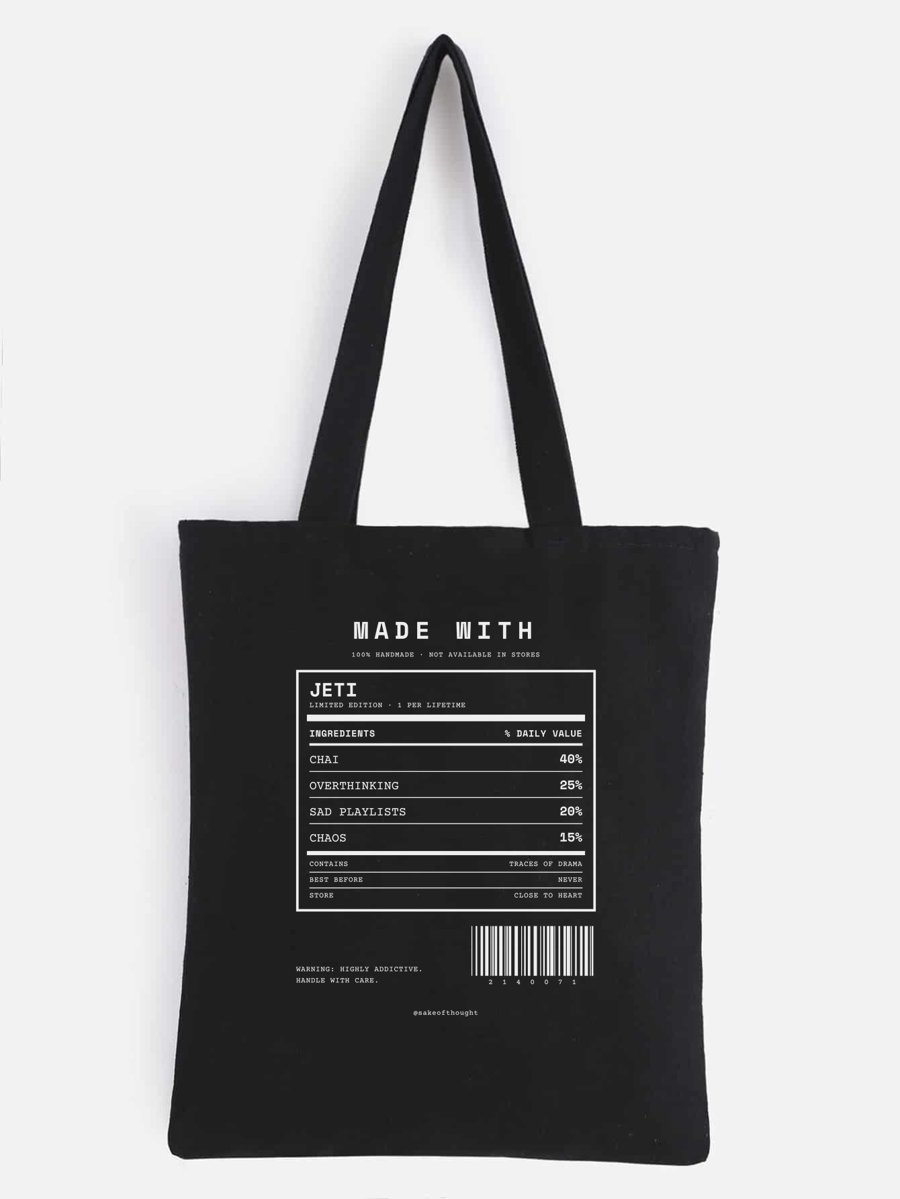 MADE WITH
100% HANDMADE · NOT AVAILABLE IN STORES
JETI
LIMITED EDITION · 1 PER LIFETIME
INGREDIENTS % DAILY VALUE
CHAI 40%
OVERTHINKING 25%
SAD PLAYLISTS 20%
CHAOS 15%
CONTAINS TRACES OF DRAMA
BEST BEFORE NEVER
STORE CLOSE TO HEART
WARNING: HIGHLY ADDICTIVE.
HANDLE WITH CARE.
2 1 4 0 0 7 1
@sakeofthought